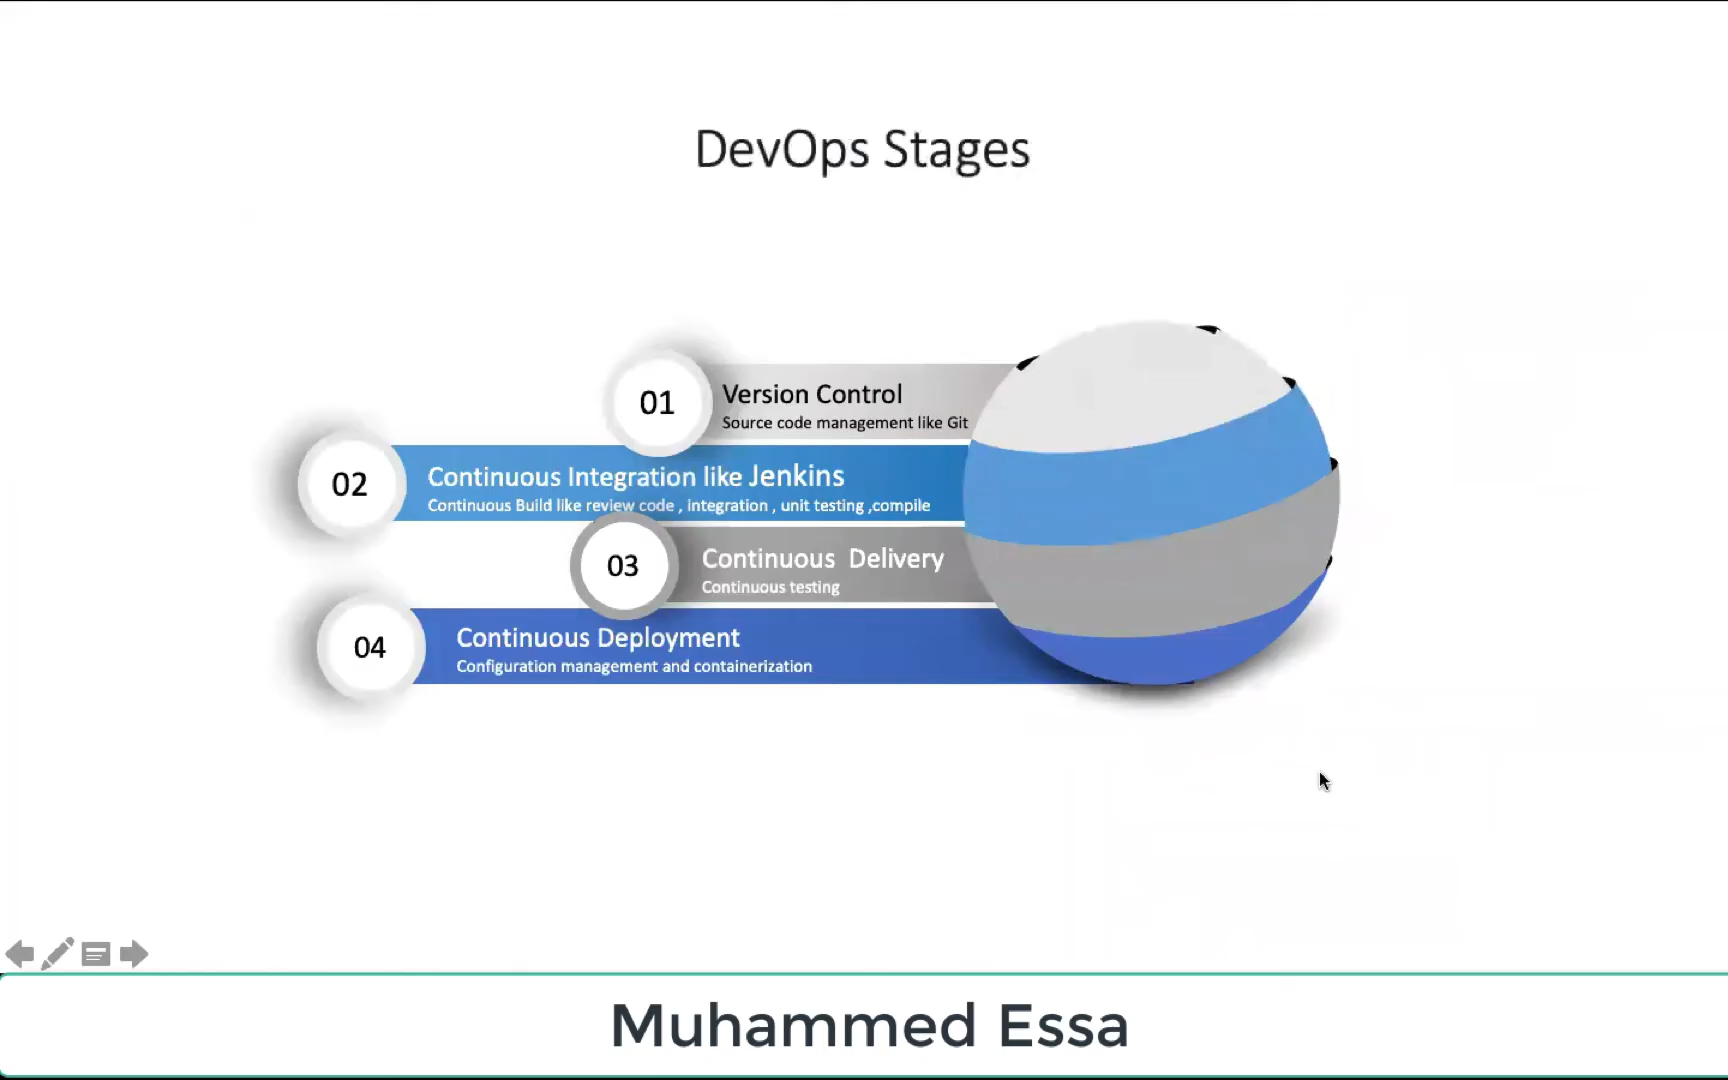 DevOps Stages
01
Version Control
Source code management like Git
02
Continuous Integration like Jenkins
Continuous Build like review code , integration , unit testing ,compile
03
Continuous  Delivery
Continuous testing
04
Continuous Deployment
Configuration management and containerization
Muhammed Essa